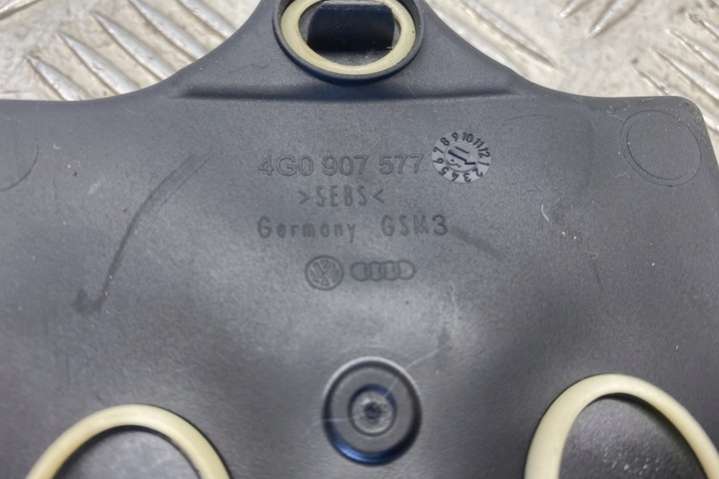 4G0 907 577
>SEBS<
Germany GSM3